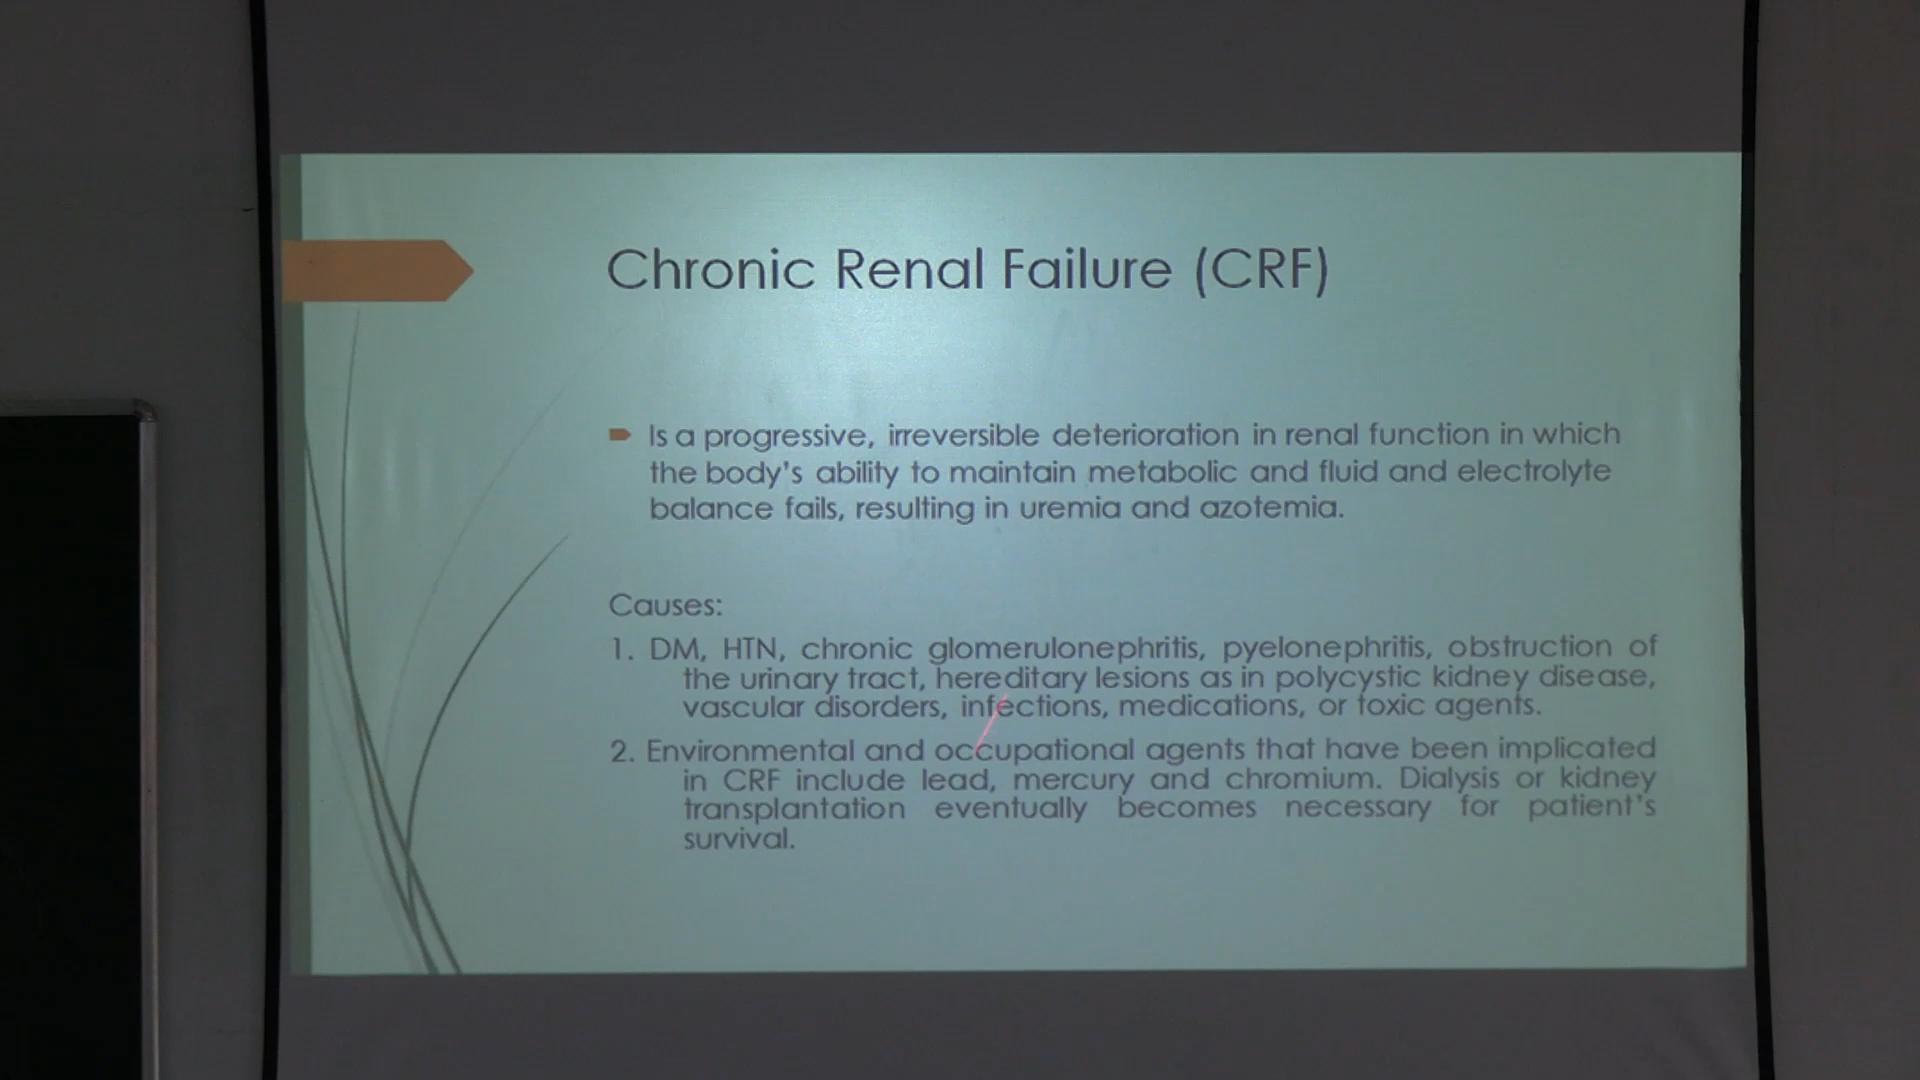 Chronic Renal Failure (CRF)
Is a progressive, irreversible deterioration in renal function in which
the body's ability to maintain metabolic and fluid and electrolyte
balance fails, resulting in uremia and azotemia.
Causes:
1. DM, HTN, chronic glomerulonephritis, pyelonephritis, obstruction of
the urinary tract, hereditary lesions as in polycystic kidney disease,
vascular disorders, infections, medications, or toxic agents.
2. Environmental and occupational agents that have been implicated
in CRF include lead, mercury and chromium. Dialysis or kidney
transplantation eventually becomes necessary for patient's
survival.